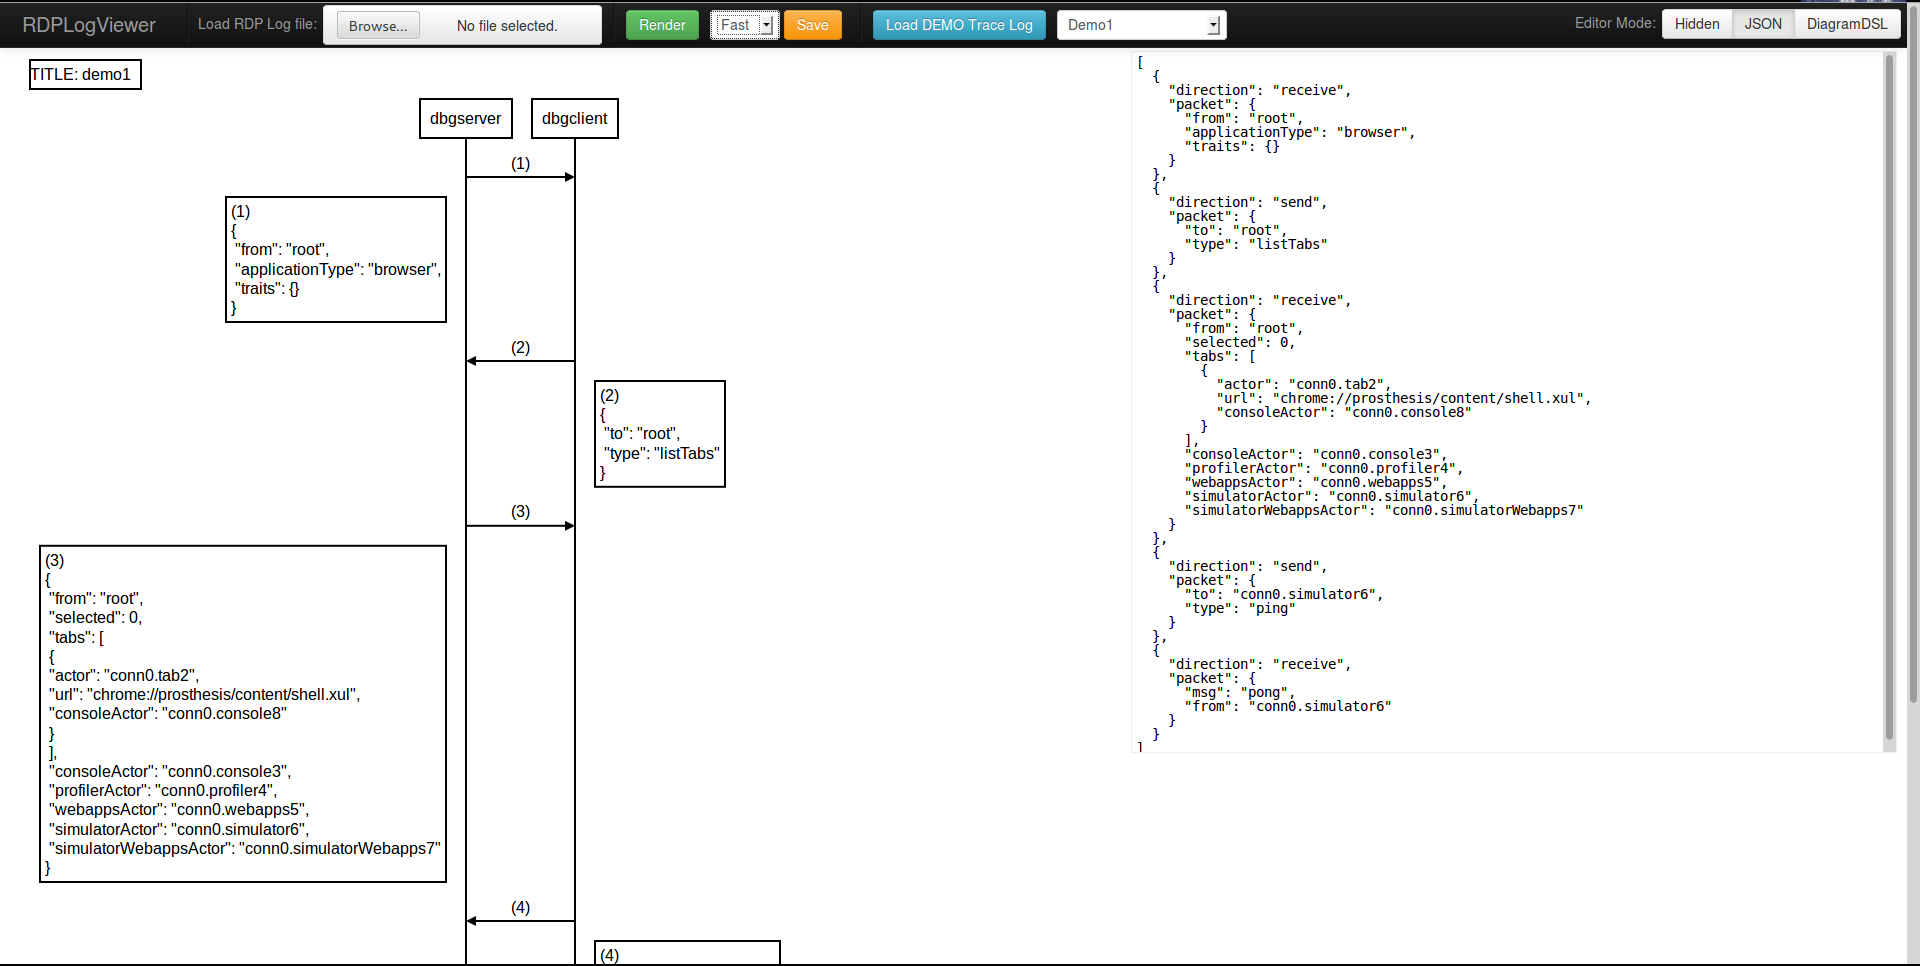 RDPLogViewer
Load RDP Log file:
Browse...
No file selected.
Render
Fast
Save
Load DEMO Trace Log
Demo1
Editor Mode:
Hidden
JSON
DiagramDSL
TITLE: demo1
dbgserver
dbgclient
(1)
(1)
{
"from": "root",
"applicationType": "browser",
"traits": {}
}
(2)
(2)
{
"to": "root",
"type": "listTabs"
}
(3)
(3)
{
"from": "root",
"selected": 0,
"tabs": [
{
"actor": "conn0.tab2",
"url": "chrome://prosthesis/content/shell.xul",
"consoleActor": "conn0.console8"
}
],
"consoleActor": "conn0.console3",
"profilerActor": "conn0.profiler4",
"webappsActor": "conn0.webapps5",
"simulatorActor": "conn0.simulator6",
"simulatorWebappsActor": "conn0.simulatorWebapps7"
}
(4)
(4)
[
  {
    "direction": "receive",
    "packet": {
      "from": "root",
      "applicationType": "browser",
      "traits": {}
    }
  },
  {
    "direction": "send",
    "packet": {
      "to": "root",
      "type": "listTabs"
    }
  },
  {
    "direction": "receive",
    "packet": {
      "from": "root",
      "selected": 0,
      "tabs": [
        {
          "actor": "conn0.tab2",
          "url": "chrome://prosthesis/content/shell.xul",
          "consoleActor": "conn0.console8"
        }
      ],
      "consoleActor": "conn0.console3",
      "profilerActor": "conn0.profiler4",
      "webappsActor": "conn0.webapps5",
      "simulatorActor": "conn0.simulator6",
      "simulatorWebappsActor": "conn0.simulatorWebapps7"
    }
  },
  {
    "direction": "send",
    "packet": {
      "to": "conn0.simulator6",
      "type": "ping"
    }
  },
  {
    "direction": "receive",
    "packet": {
      "msg": "pong",
      "from": "conn0.simulator6"
    }
  }
]